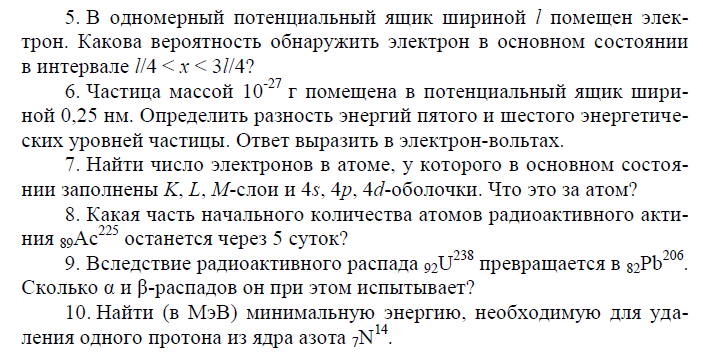 5. В одномерный потенциальный ящик шириной l помещен элек-
трон. Какова вероятность обнаружить электрон в основном состоянии
в интервале l/4 < x < 3l/4?
6. Частица массой 10⁻²⁷ г помещена в потенциальный ящик шири-
ной 0,25 нм. Определить разность энергий пятого и шестого энергетиче-
ских уровней частицы. Ответ выразить в электрон-вольтах.
7. Найти число электронов в атоме, у которого в основном состоя-
нии заполнены K, L, M-слои и 4s, 4p, 4d-оболочки. Что это за атом?
8. Какая часть начального количества атомов радиоактивного акти-
ния ₈₉Ac²²⁵ останется через 5 суток?
9. Вследствие радиоактивного распада ₉₂U²³⁸ превращается в ₈₂Pb²⁰⁶.
Сколько α и β-распадов он при этом испытывает?
10. Найти (в МэВ) минимальную энергию, необходимую для уда-
ления одного протона из ядра азота ₇N¹⁴.